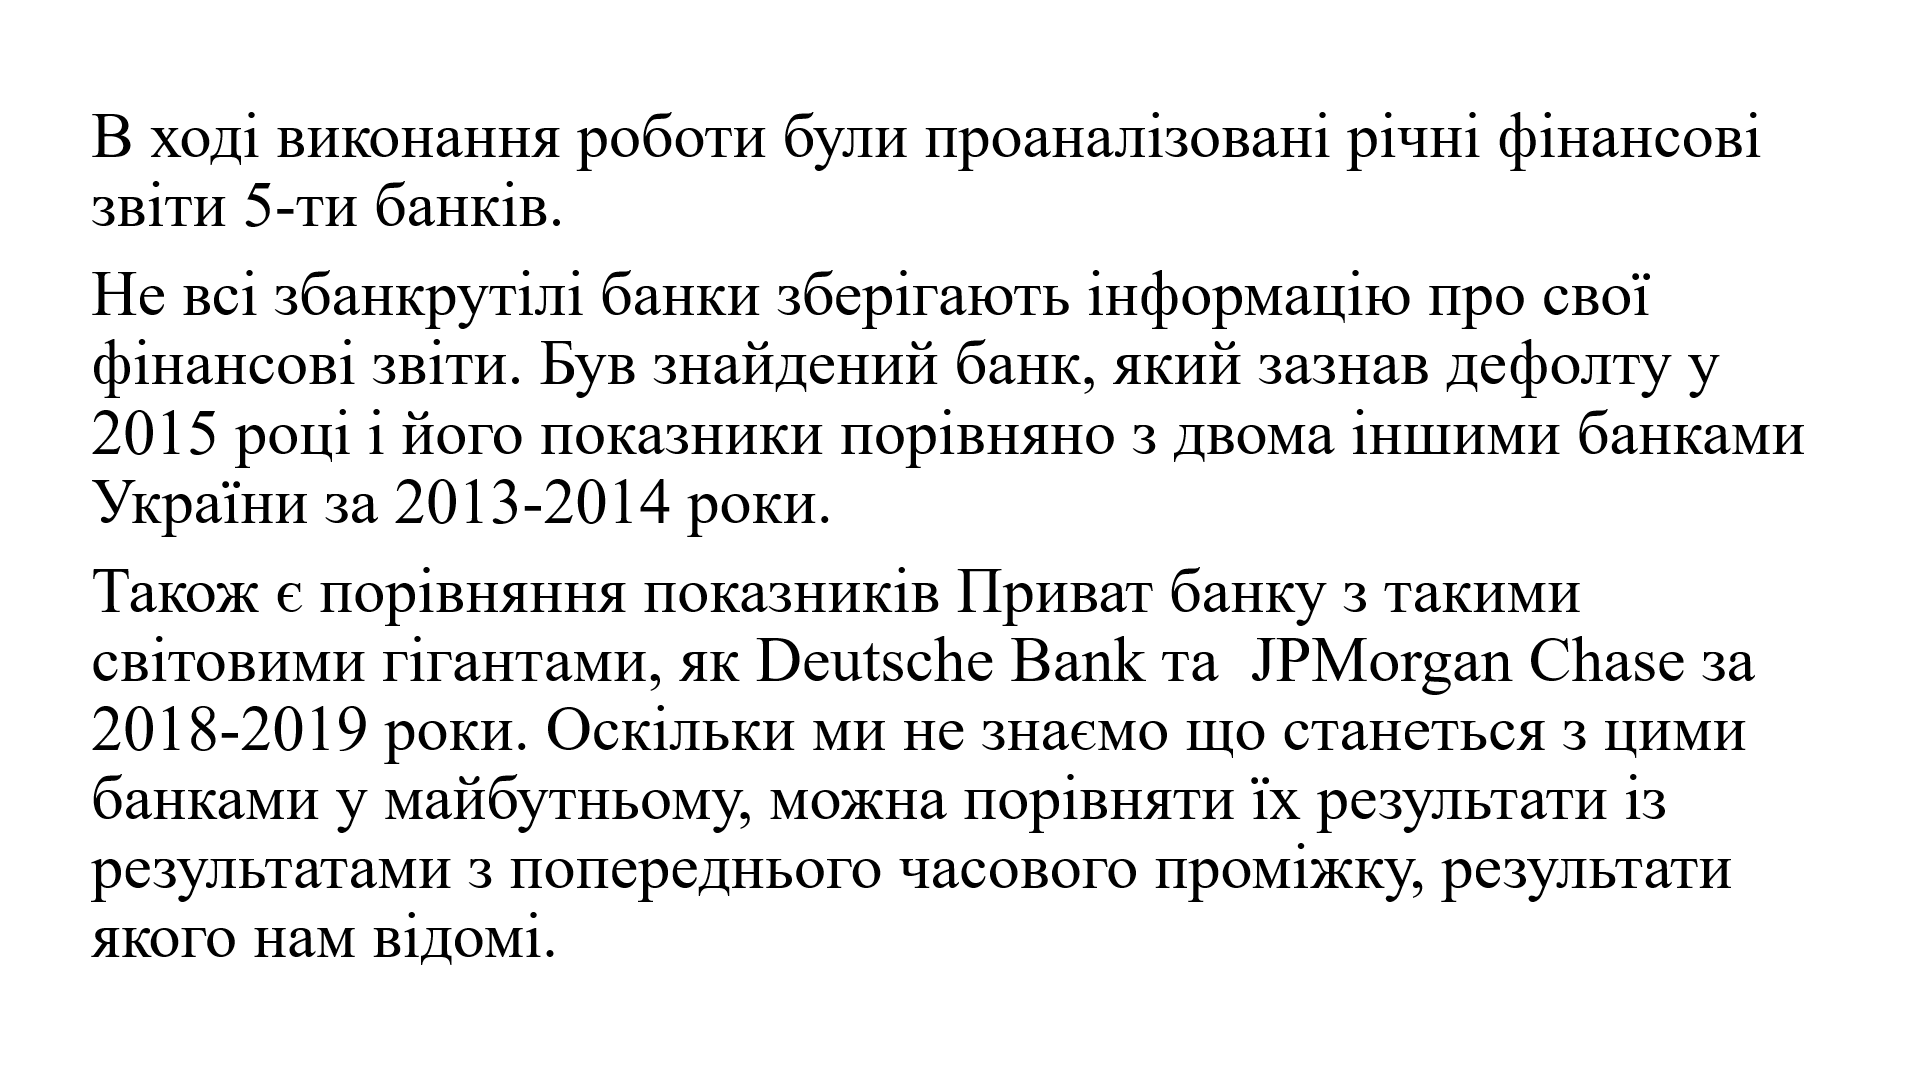 В ході виконання роботи були проаналізовані річні фінансові
звіти 5-ти банків.
Не всі збанкрутілі банки зберігають інформацію про свої
фінансові звіти. Був знайдений банк, який зазнав дефолту у
2015 році і його показники порівняно з двома іншими банками
України за 2013-2014 роки.
Також є порівняння показників Приват банку з такими
світовими гігантами, як Deutsche Bank та  JPMorgan Chase за
2018-2019 роки. Оскільки ми не знаємо що станеться з цими
банками у майбутньому, можна порівняти їх результати із
результатами з попереднього часового проміжку, результати
якого нам відомі.